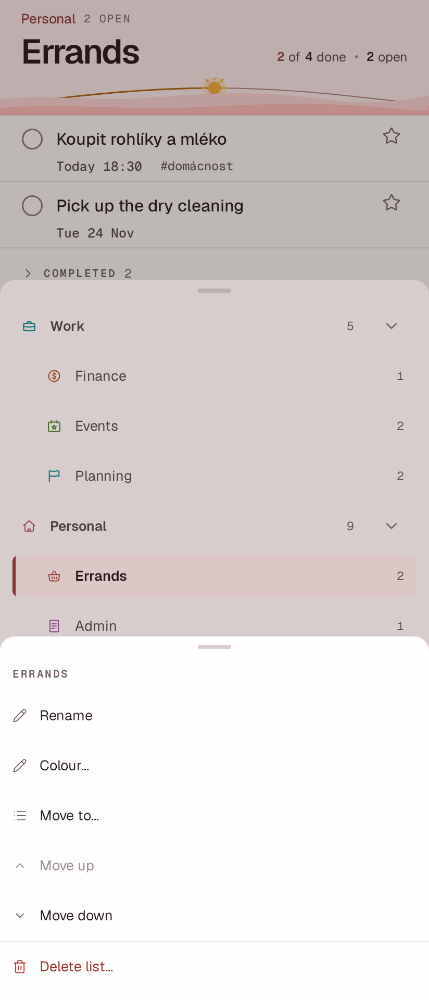 Personal 2 OPEN
Errands
2 of 4 done • 2 open
Koupit rohlíky a mléko
Today 18:30 #domácnost
Pick up the dry cleaning
Tue 24 Nov
COMPLETED 2
Work 5
Finance 1
Events 2
Planning 2
Personal 9
Errands 2
Admin 1
ERRANDS
Rename
Colour…
Move to…
Move up
Move down
Delete list…